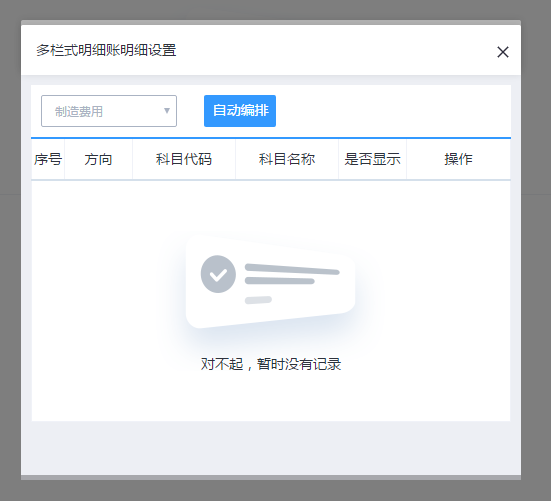 多栏式明细账明细设置
制造费用 自动编排
序号 方向 科目代码 科目名称 是否显示 操作
对不起，暂时没有记录